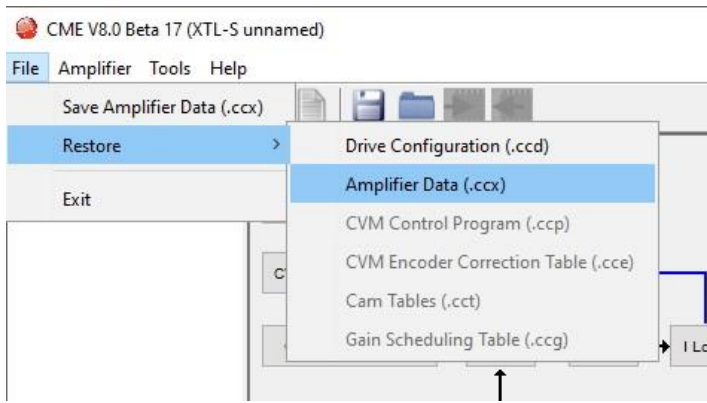 CME V8.0 Beta 17 (XTL-S unnamed)
File Amplifier Tools Help
Save Amplifier Data (.ccx)
Restore
Exit
Drive Configuration (.ccd)
Amplifier Data (.ccx)
CVM Control Program (.ccp)
CVM Encoder Correction Table (.cce)
Cam Tables (.cct)
Gain Scheduling Table (.ccg)